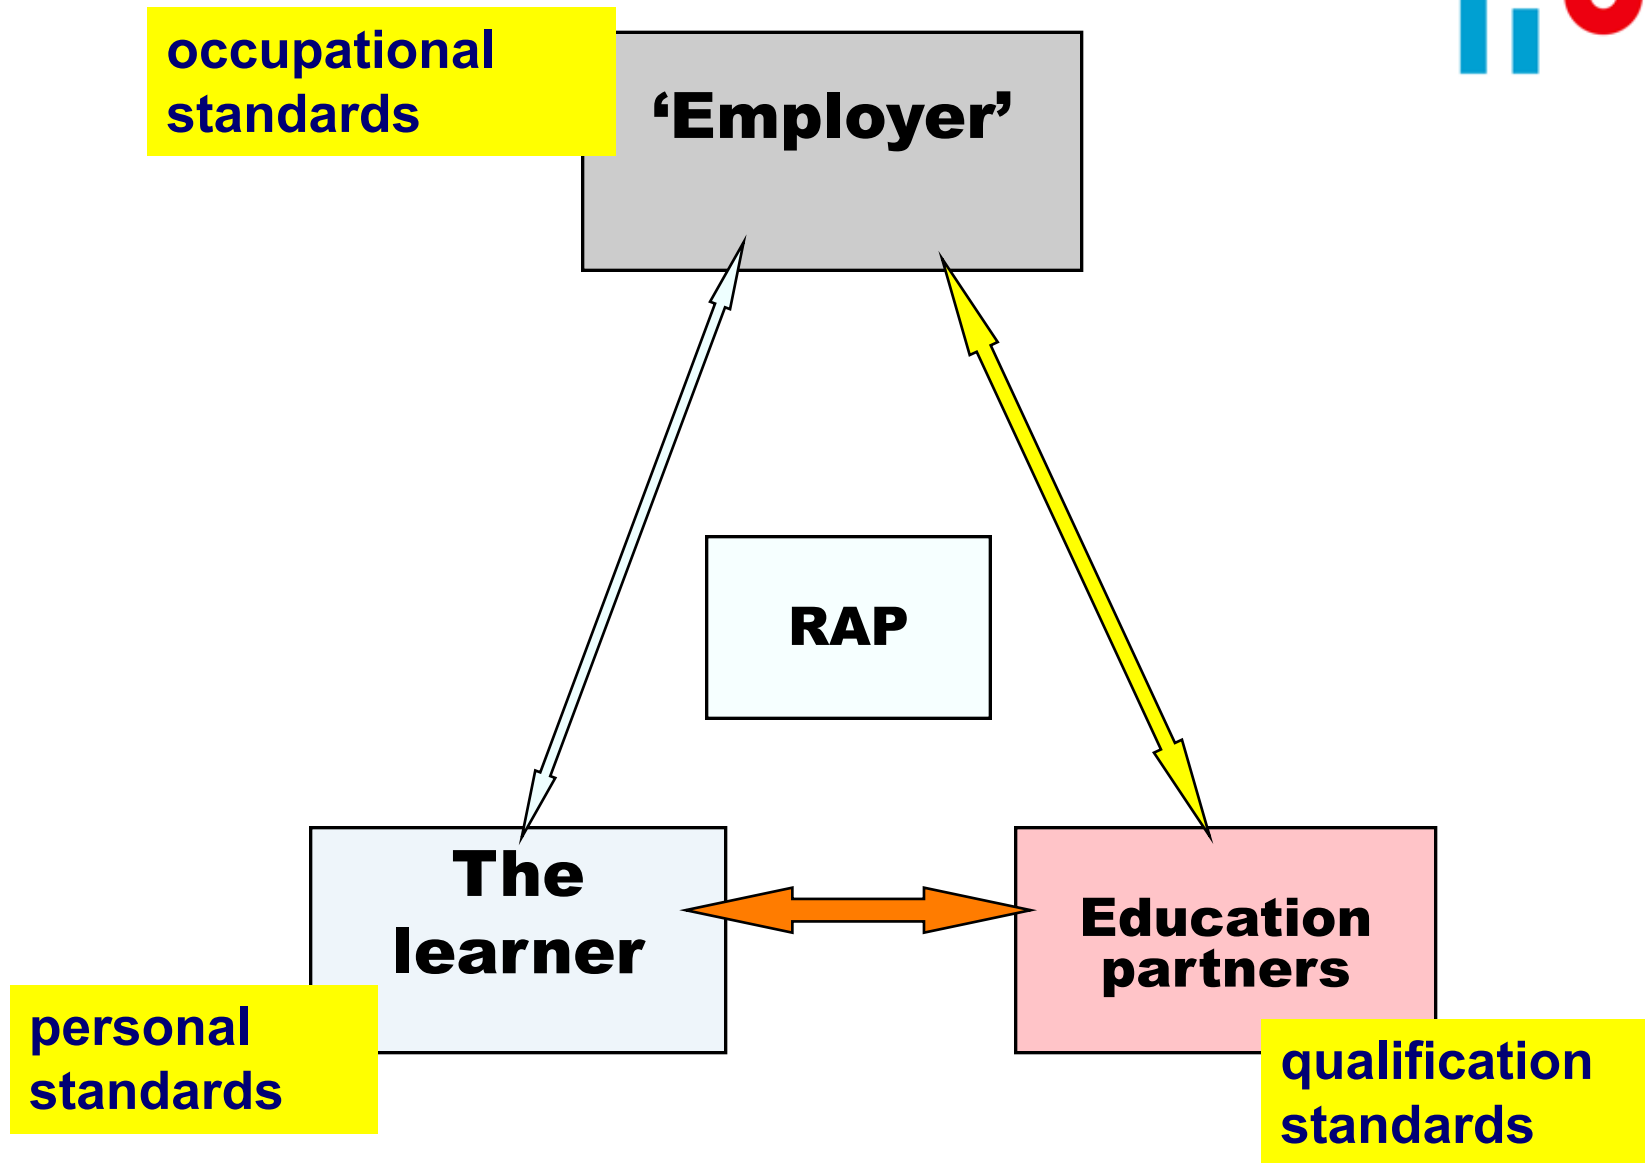 occupational
standards
‘Employer’
RAP
The
learner
Education
partners
personal
standards
qualification
standards